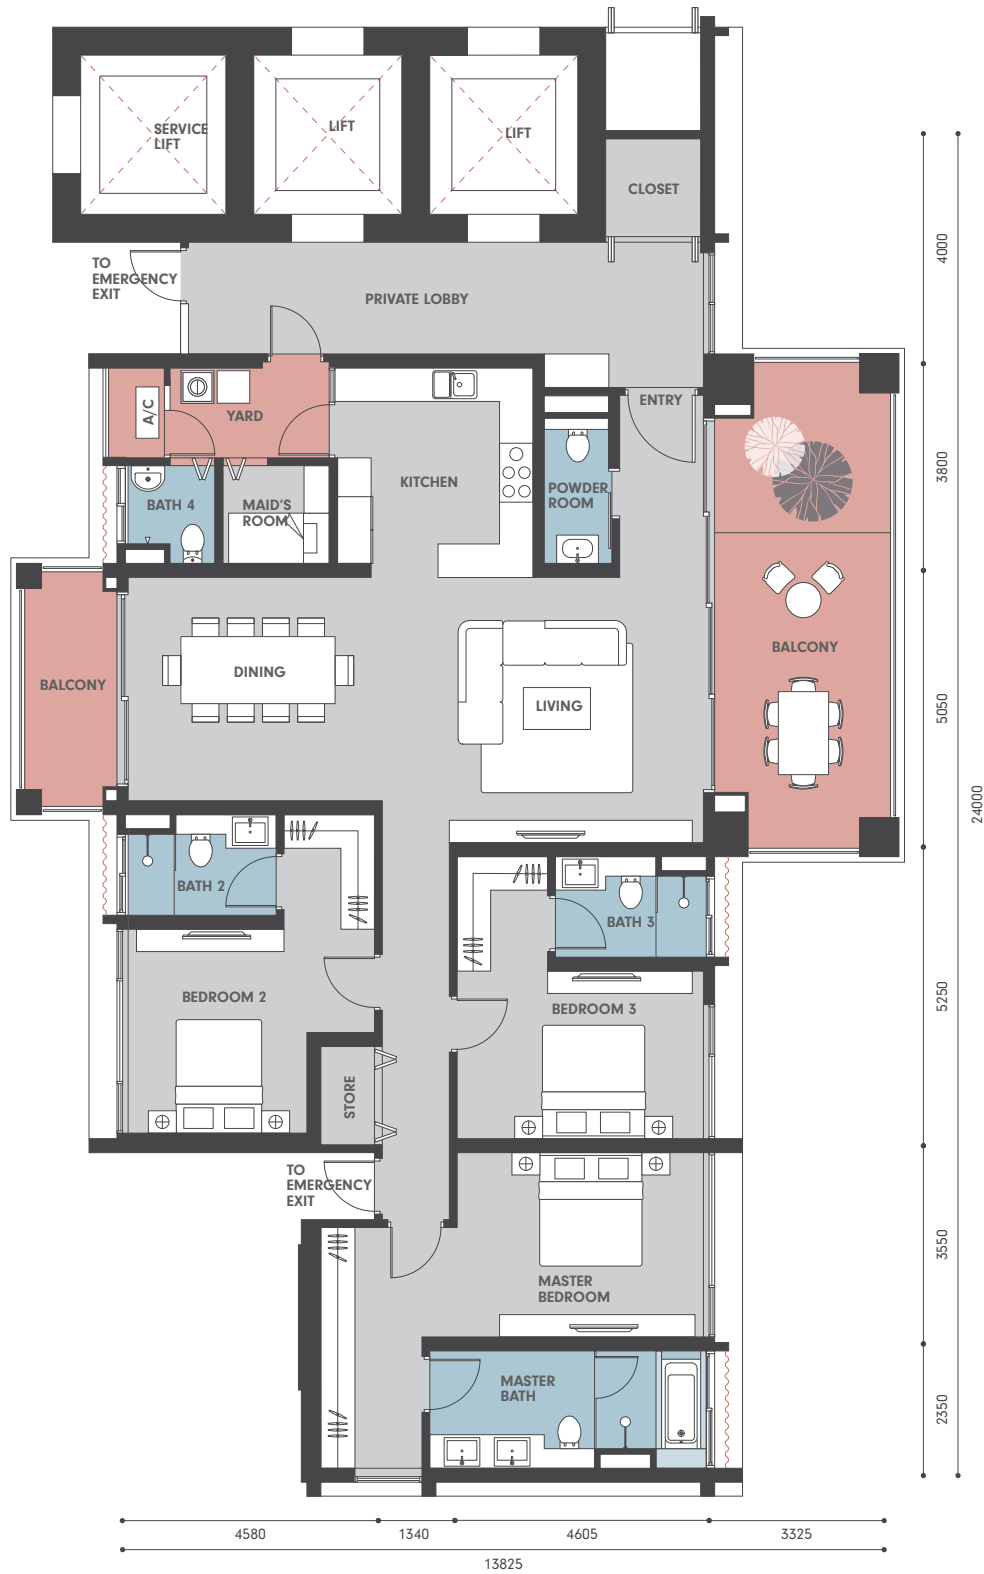 SERVICE
LIFT
LIFT
LIFT
CLOSET
TO
EMERGENCY
EXIT
PRIVATE LOBBY
4000
A/C
YARD
ENTRY
KITCHEN
POWDER
ROOM
BATH 4
MAID'S
ROOM
3800
BALCONY
DINING
LIVING
BALCONY
5050
24000
BATH 2
BATH 3
BEDROOM 2
BEDROOM 3
5250
STORE
TO
EMERGENCY
EXIT
3550
MASTER
BEDROOM
MASTER
BATH
2350
4580
1340
4605
3325
13825